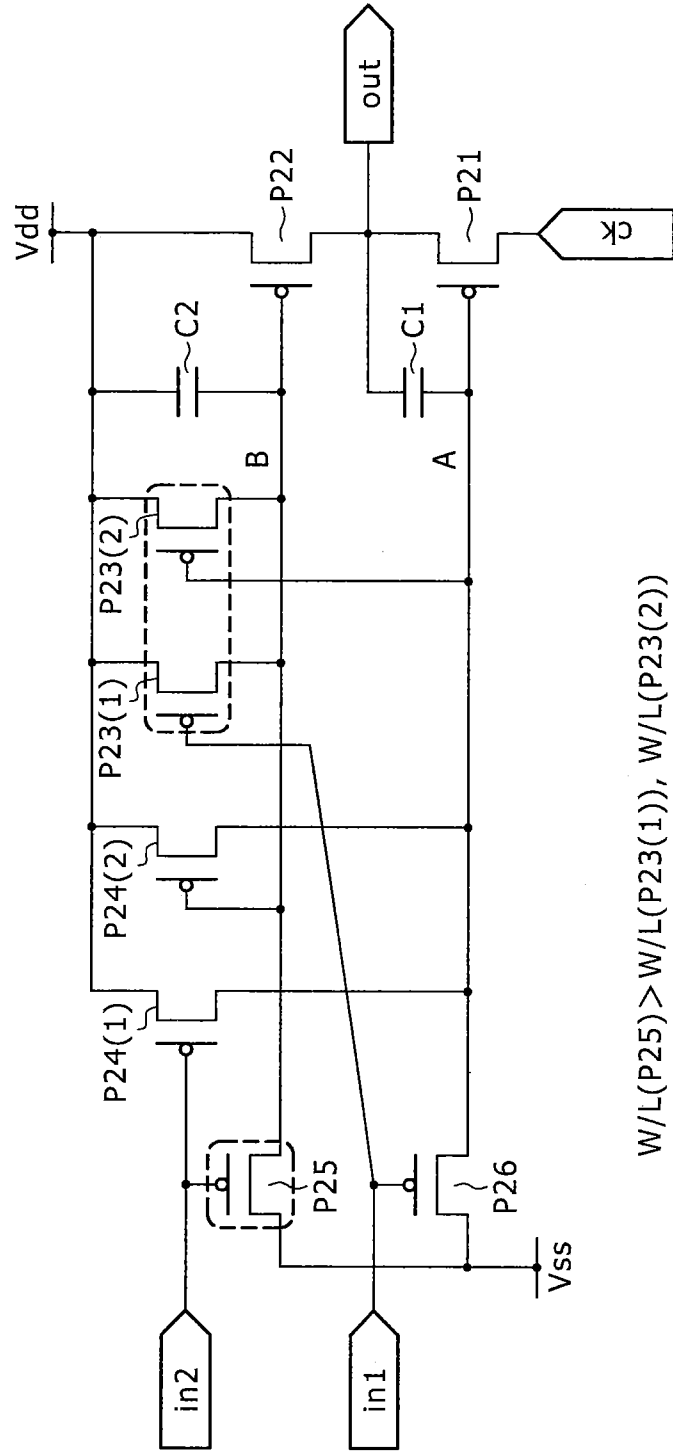 Vdd
P24(1)
P24(2)
P23(1)
P23(2)
C2
P22
in2
P25
B
out
C1
P21
A
in1
P26
Vss
ck
W/L(P25)>W/L(P23(1)), W/L(P23(2))